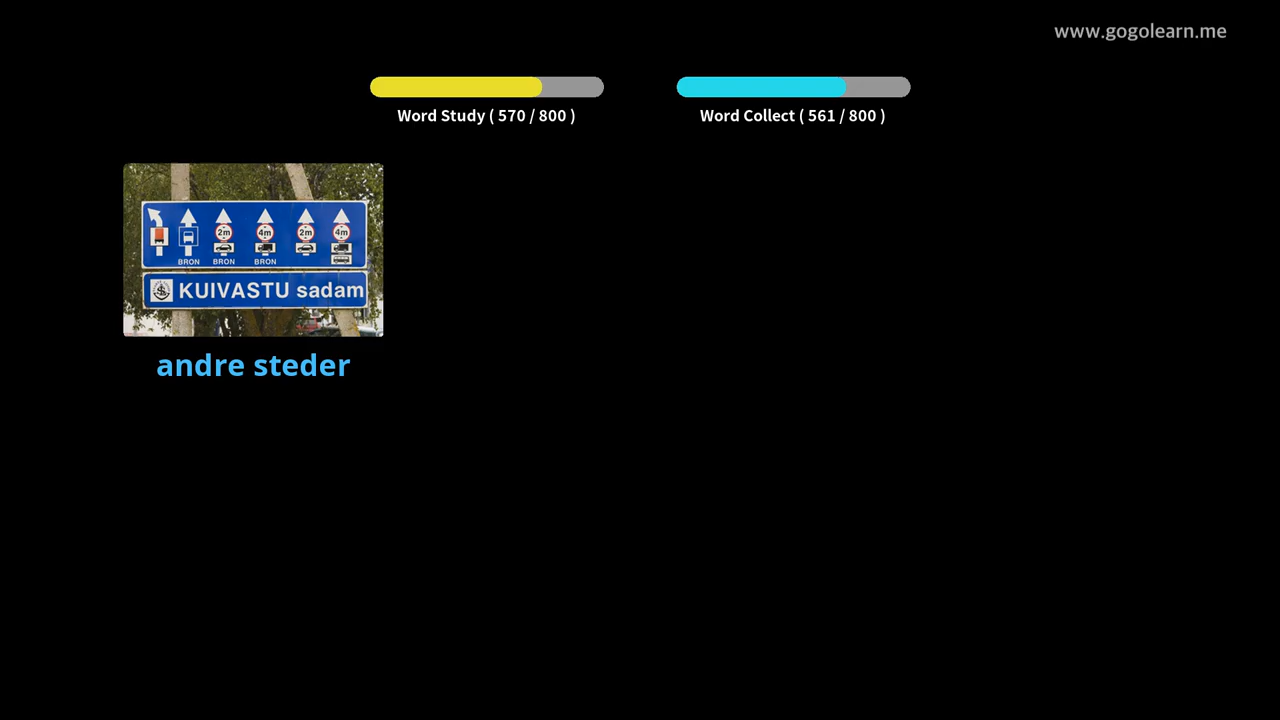 www.gogolearn.me
Word Study ( 570 / 800 )
Word Collect ( 561 / 800 )
2m 4m 2m 4m
BRON BRON BRON
KUIVASTU sadam
andre steder